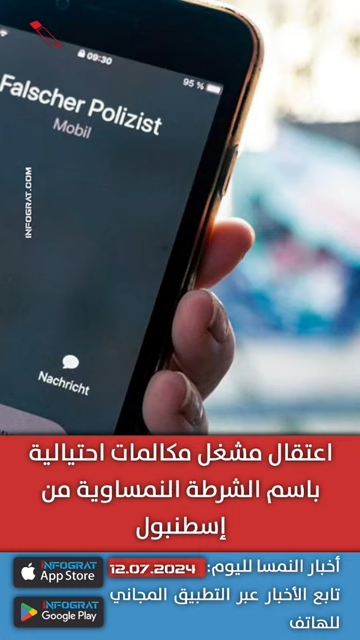 09:30
95 %
Falscher Polizist
Mobil
INFOGRAT.COM
Nachricht
اعتقال مشغل مكالمات احتيالية
باسم الشرطة النمساوية من
إسطنبول
أخبار النمسا لليوم: 12.07.2024
تابع الأخبار عبر التطبيق المجاني
للهاتف
INFOGRAT
App Store
INFOGRAT
Google Play